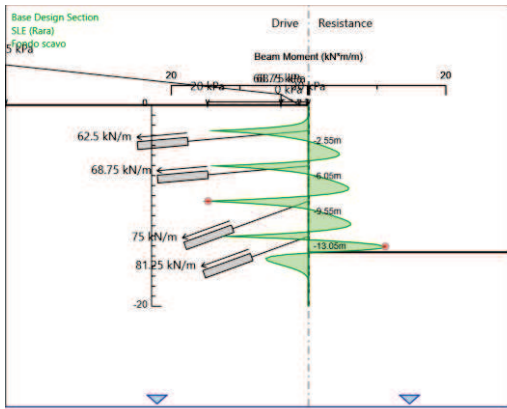 Base Design Section
SLE (Rara)
Fondo scavo
Drive Resistance
5 kPa
Beam Moment (kN*m/m)
20 20
20 kPa 20 kPa
0 kPa
0
62.5 kN/m
-2.55m
68.75 kN/m
-6.05m
-9.55m
75 kN/m
-13.05m
81.25 kN/m
-20